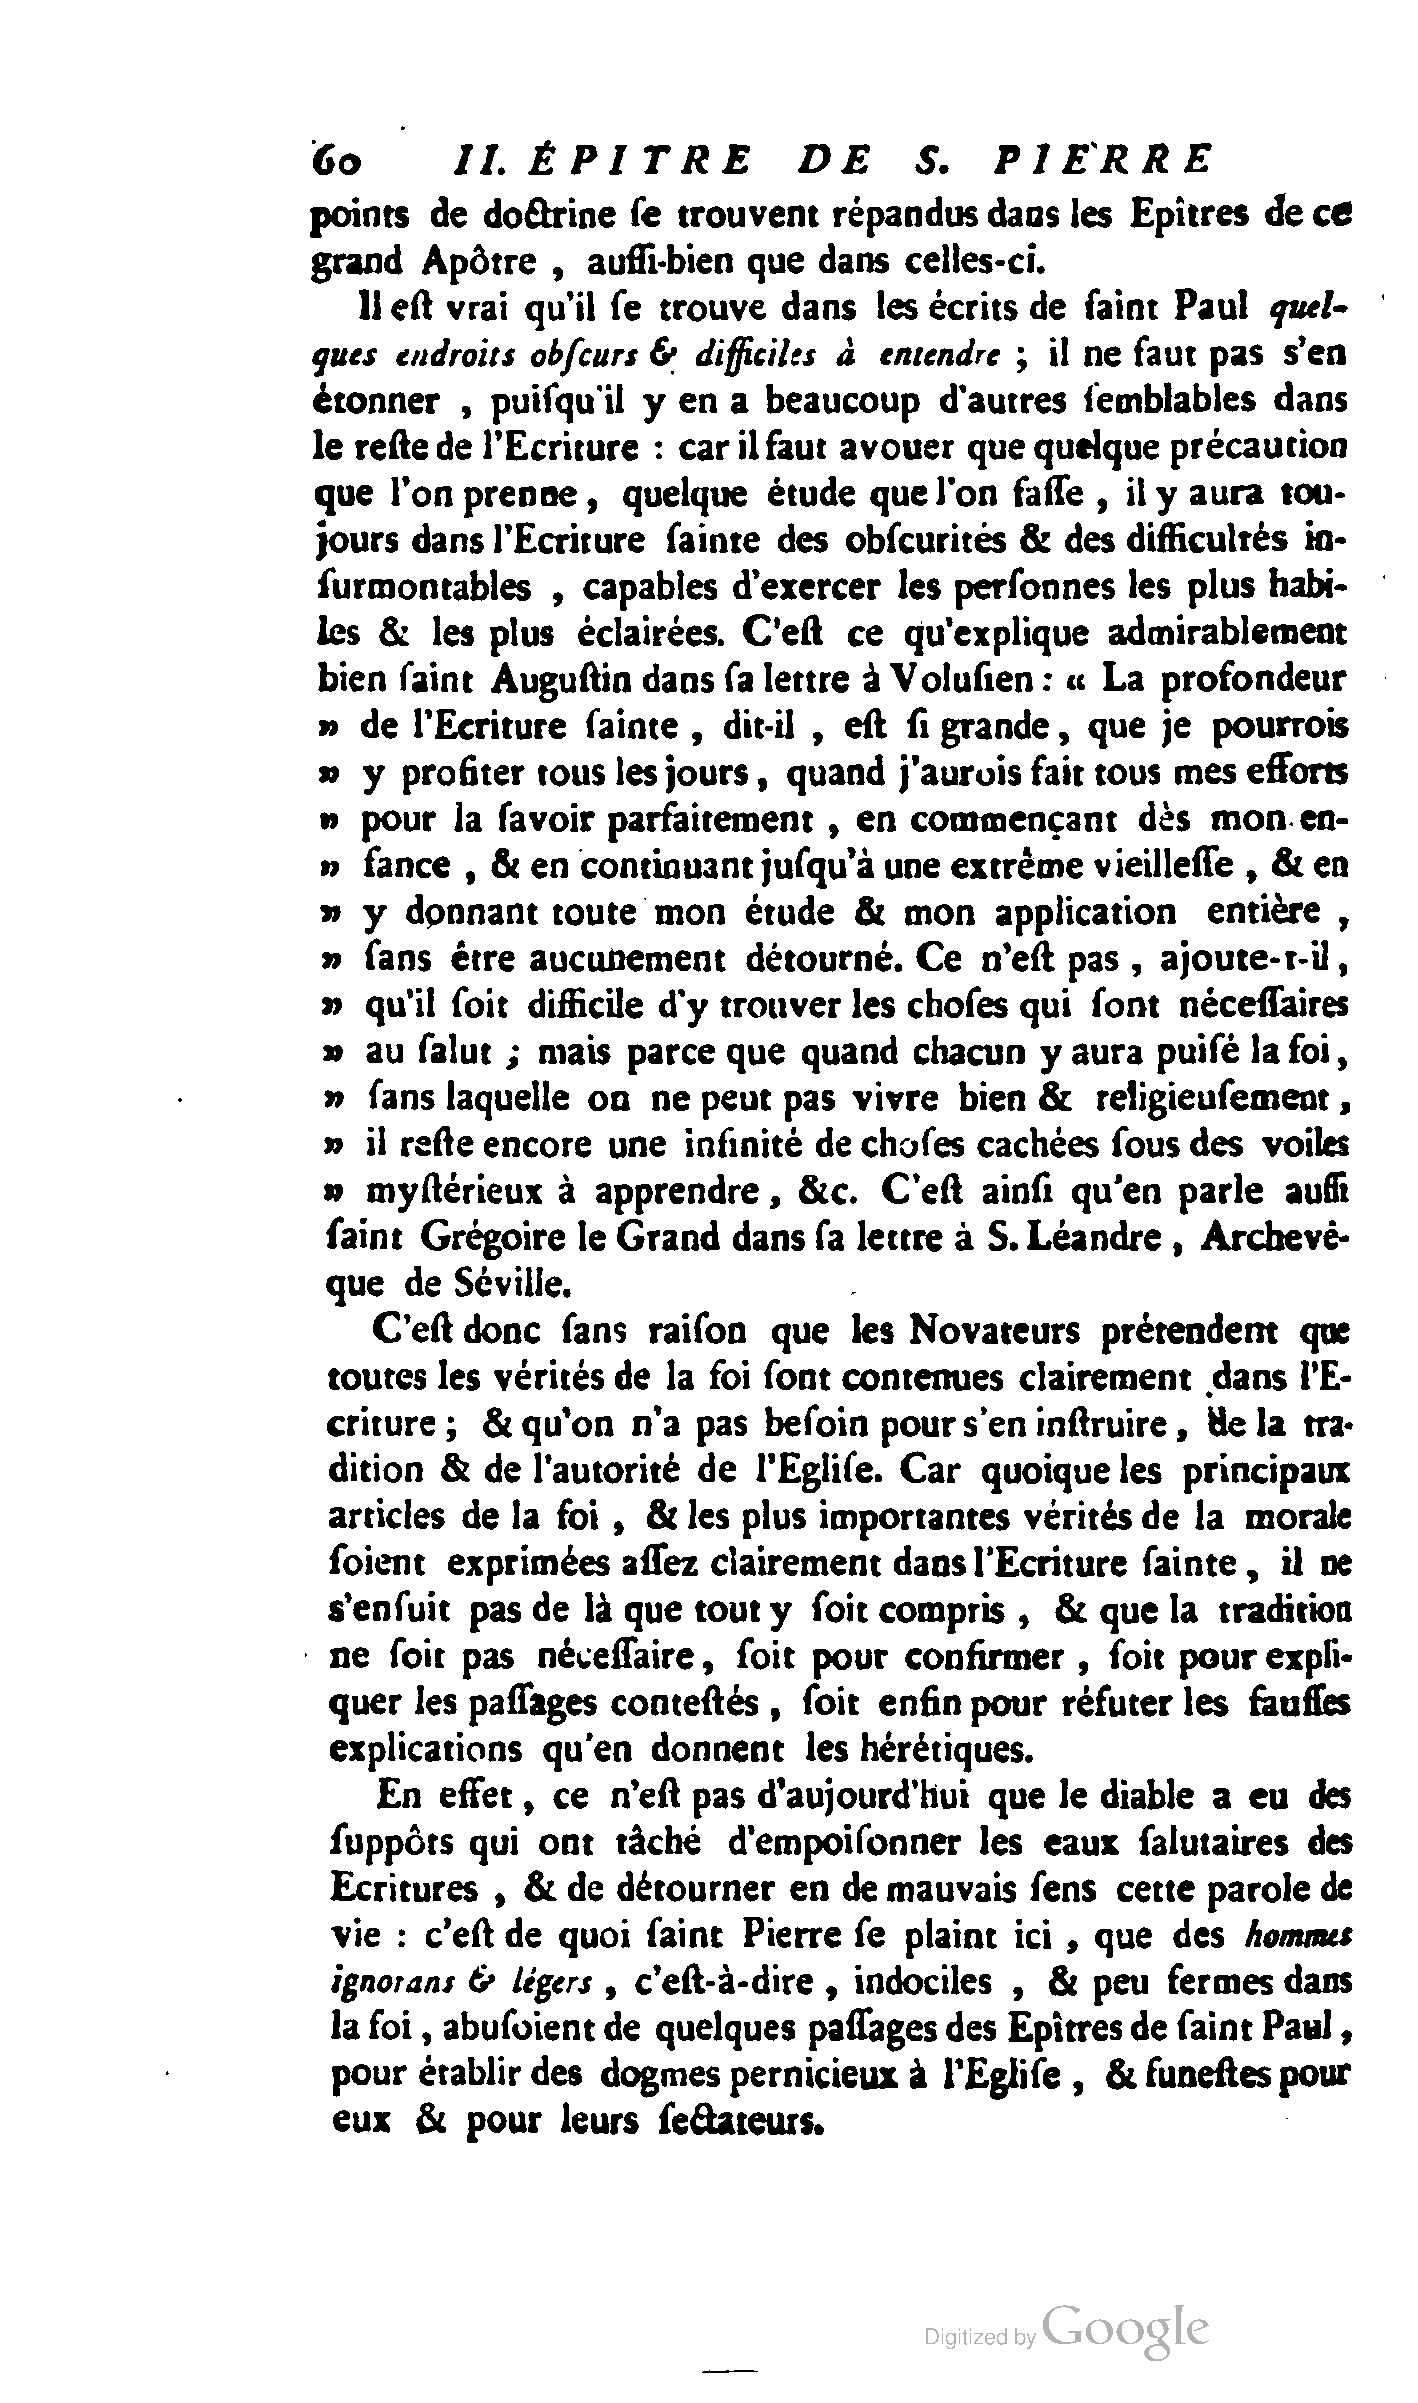 60 II. ÉPITRE DE S. PIERRE
points de doctrine ſe trouvent répandus dans les Epîtres de ce
grand Apôtre , auſſi-bien que dans celles-ci.
Il eſt vrai qu'il ſe trouve dans les écrits de ſaint Paul quel-
ques endroits obſcurs & difficiles à entendre ; il ne faut pas s'en
étonner , puiſqu'il y en a beaucoup d'autres ſemblables dans
le reſte de l'Ecriture : car il faut avouer que quelque précaution
que l'on prenne, quelque étude que l'on faſſe , il y aura tou-
jours dans l'Ecriture ſainte des obſcurités & des difficultés in-
ſurmontables , capables d'exercer les perſonnes les plus habi-
les & les plus éclairées. C'eſt ce qu'explique admirablement
bien ſaint Auguſtin dans ſa lettre à Voluſien : « La profondeur
» de l'Ecriture ſainte , dit-il , eſt ſi grande, que je pourrois
» y profiter tous les jours, quand j'aurois fait tous mes efforts
» pour la ſavoir parfaitement , en commençant dès mon en-
» fance , & en continuant juſqu'à une extrême vieilleſſe , & en
» y donnant toute mon étude & mon application entière ,
» ſans être aucunement détourné. Ce n'eſt pas , ajoute-t-il,
» qu'il ſoit difficile d'y trouver les choſes qui ſont néceſſaires
» au ſalut ; mais parce que quand chacun y aura puiſé la foi,
» ſans laquelle on ne peut pas vivre bien & religieuſement,
» il reſte encore une infinité de choſes cachées ſous des voiles
» myſtérieux à apprendre, &c. C'eſt ainſi qu'en parle auſſi
ſaint Grégoire le Grand dans ſa lettre à S. Léandre , Archevê-
que de Séville.
C'eſt donc ſans raiſon que les Novateurs prétendent que
toutes les vérités de la foi ſont contenues clairement dans l'E-
criture ; & qu'on n'a pas beſoin pour s'en inſtruire, de la tra-
dition & de l'autorité de l'Egliſe. Car quoique les principaux
articles de la foi , & les plus importantes vérités de la morale
ſoient exprimées aſſez clairement dans l'Ecriture ſainte, il ne
s'enſuit pas de là que tout y ſoit compris , & que la tradition
ne ſoit pas néceſſaire, ſoit pour confirmer , ſoit pour expli-
quer les paſſages conteſtés , ſoit enfin pour réfuter les fauſſes
explications qu'en donnent les hérétiques.
En effet, ce n'eſt pas d'aujourd'hui que le diable a eu des
ſuppôts qui ont tâché d'empoiſonner les eaux ſalutaires des
Ecritures , & de détourner en de mauvais ſens cette parole de
vie : c'eſt de quoi ſaint Pierre ſe plaint ici , que des hommes
ignorans & légers , c'eſt-à-dire , indociles , & peu fermes dans
la foi, abuſoient de quelques paſſages des Epîtres de ſaint Paul,
pour établir des dogmes pernicieux à l'Egliſe , & funeſtes pour
eux & pour leurs ſectateurs.
Digitized by Google